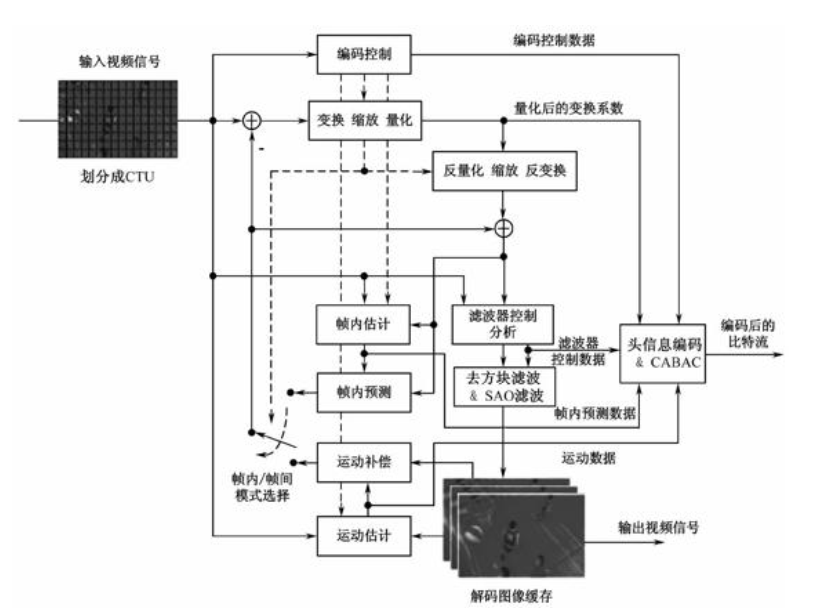 编码控制
编码控制数据
输入视频信号
变换 缩放 量化
量化后的变换系数
划分成CTU
-
反量化 缩放 反变换
帧内估计
滤波器控制
分析
滤波器
控制数据
头信息编码
& CABAC
编码后的
比特流
帧内预测
去方块滤波
& SAO滤波
帧内预测数据
运动补偿
运动数据
帧内/帧间
模式选择
运动估计
输出视频信号
解码图像缓存